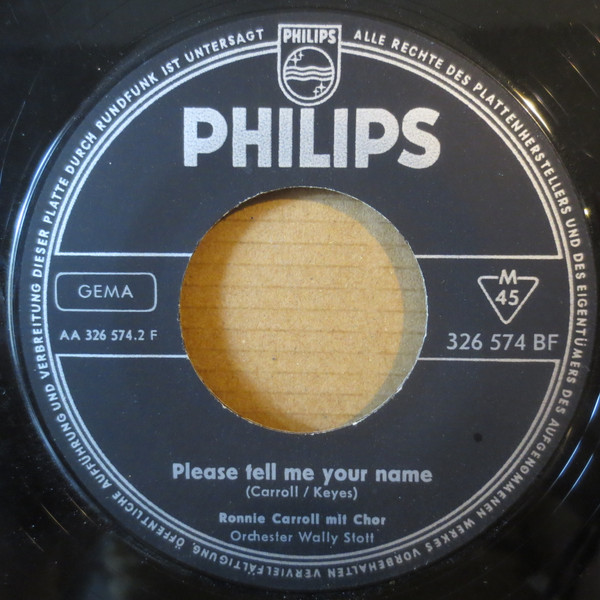 ALLE RECHTE DES PLATTENHERSTELLERS UND DES EIGENTÜMERS DES AUFGENOMMENEN WERKES VORBEHALTEN VERVIELFÄLTIGUNG, ÖFFENTLICHE AUFFÜHRUNG UND VERBREITUNG DIESER PLATTE DURCH RUNDFUNK IST UNTERSAGT
PHILIPS
PHILIPS
GEMA
M
45
AA 326 574.2 F
326 574 BF
Please tell me your name
(Carroll / Keyes)
Ronnie Carroll mit Chor
Orchester Wally Stott